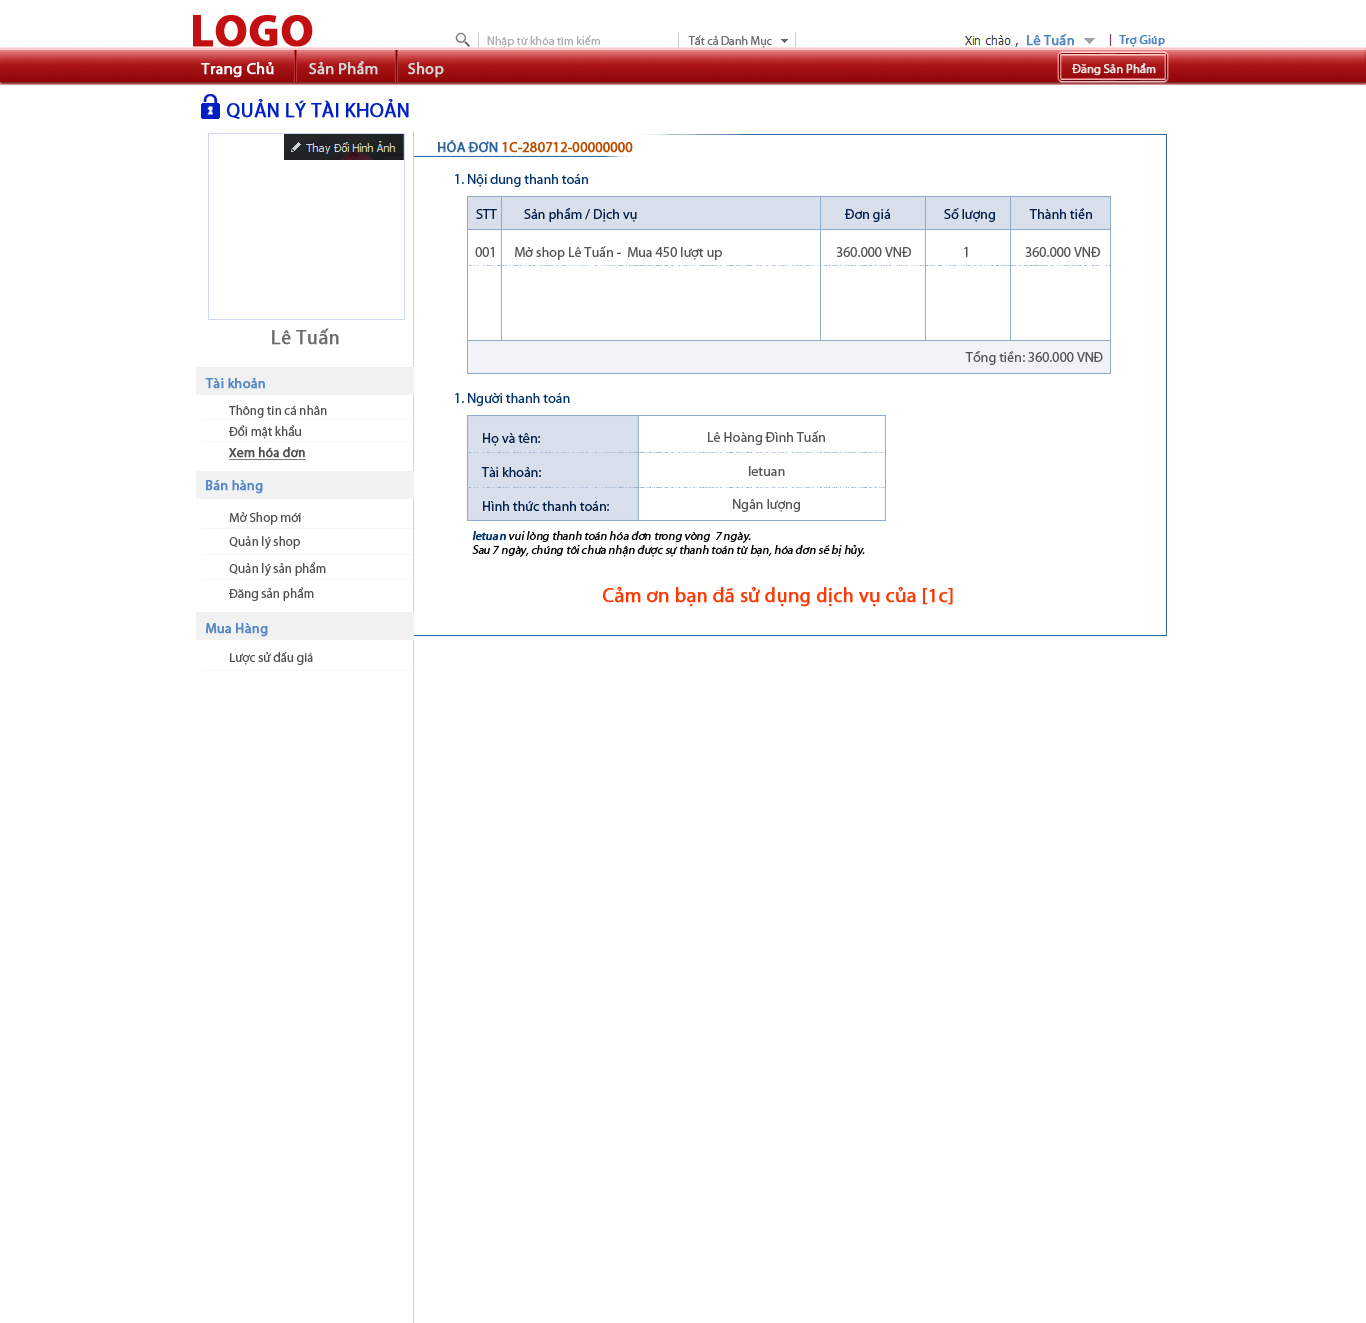 LOGO
Nhập từ khóa tìm kiếm
Tất cả Danh Mục
Xin chào , Lê Tuấn
Trợ Giúp
Trang Chủ
Sản Phẩm
Shop
Đăng Sản Phẩm
QUẢN LÝ TÀI KHOẢN
Thay Đổi Hình Ảnh
Lê Tuấn
Tài khoản
Thông tin cá nhân
Đổi mật khẩu
Xem hóa đơn
Bán hàng
Mở Shop mới
Quản lý shop
Quản lý sản phẩm
Đăng sản phẩm
Mua Hàng
Lược sử đấu giá
HÓA ĐƠN 1C-280712-00000000
1. Nội dung thanh toán
STT Sản phẩm / Dịch vụ Đơn giá Số lượng Thành tiền
001 Mở shop Lê Tuấn - Mua 450 lượt up 360.000 VNĐ 1 360.000 VNĐ
Tổng tiền: 360.000 VNĐ
1. Người thanh toán
Họ và tên: Lê Hoàng Đình Tuấn
Tài khoản: letuan
Hình thức thanh toán: Ngân lượng
letuan vui lòng thanh toán hóa đơn trong vòng 7 ngày.
Sau 7 ngày, chúng tôi chưa nhận được sự thanh toán từ bạn, hóa đơn sẽ bị hủy.
Cảm ơn bạn đã sử dụng dịch vụ của [1c]